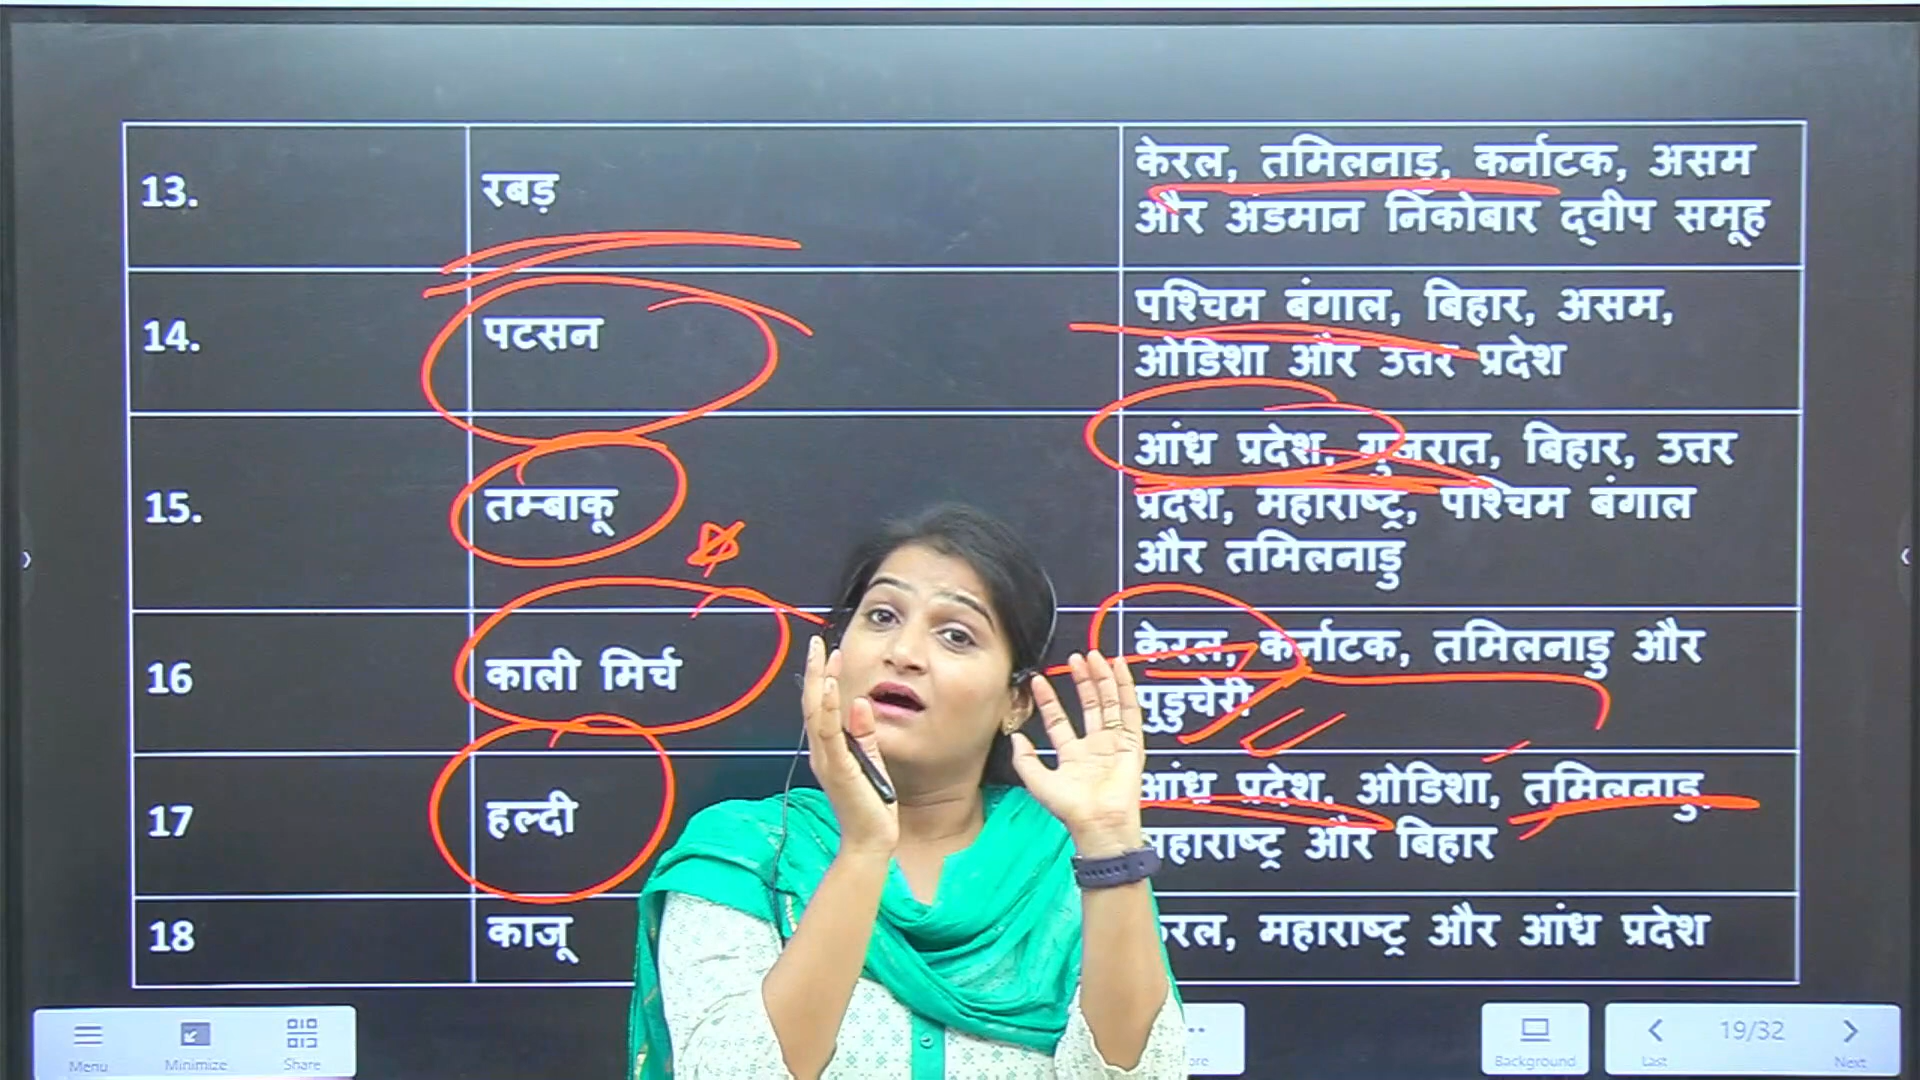 13.
रबड़
केरल, तमिलनाडु, कर्नाटक, असम
और अंडमान निकोबार द्वीप समूह
14.
पटसन
पश्चिम बंगाल, बिहार, असम,
ओडिशा और उत्तर प्रदेश
15.
तम्बाकू
आंध्र प्रदेश, गुजरात, बिहार, उत्तर
प्रदेश, महाराष्ट्र, पश्चिम बंगाल
और तमिलनाडु
16
काली मिर्च
केरल, कर्नाटक, तमिलनाडु और
पुडुचेरी
17
हल्दी
आंध्र प्रदेश, ओडिशा, तमिलनाडु
महाराष्ट्र और बिहार
18
काजू
केरल, महाराष्ट्र और आंध्र प्रदेश
Menu
Minimize
Share
Background
Last
19/32
Next